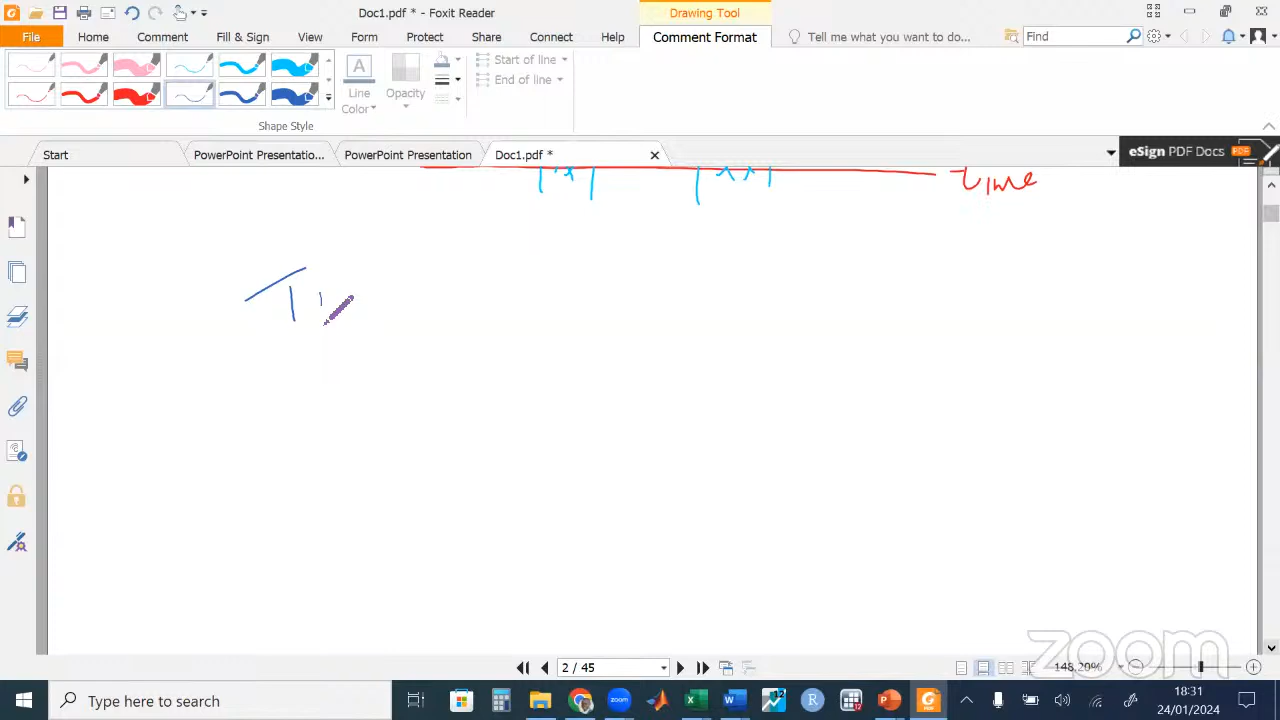 Doc1.pdf * - Foxit Reader
Drawing Tool
File Home Comment View Fill & Sign Form Protect Share Connect Help Comment Format Tell me what you want to do... Find
Line Color
Opacity
Start of line
End of line
Shape Style
Start PowerPoint Presentatio... PowerPoint Presentation Doc1.pdf * eSign PDF Docs PDF
time
Ti
zoom
2 / 45 148.20%
Type here to search 18:31
24/01/2024